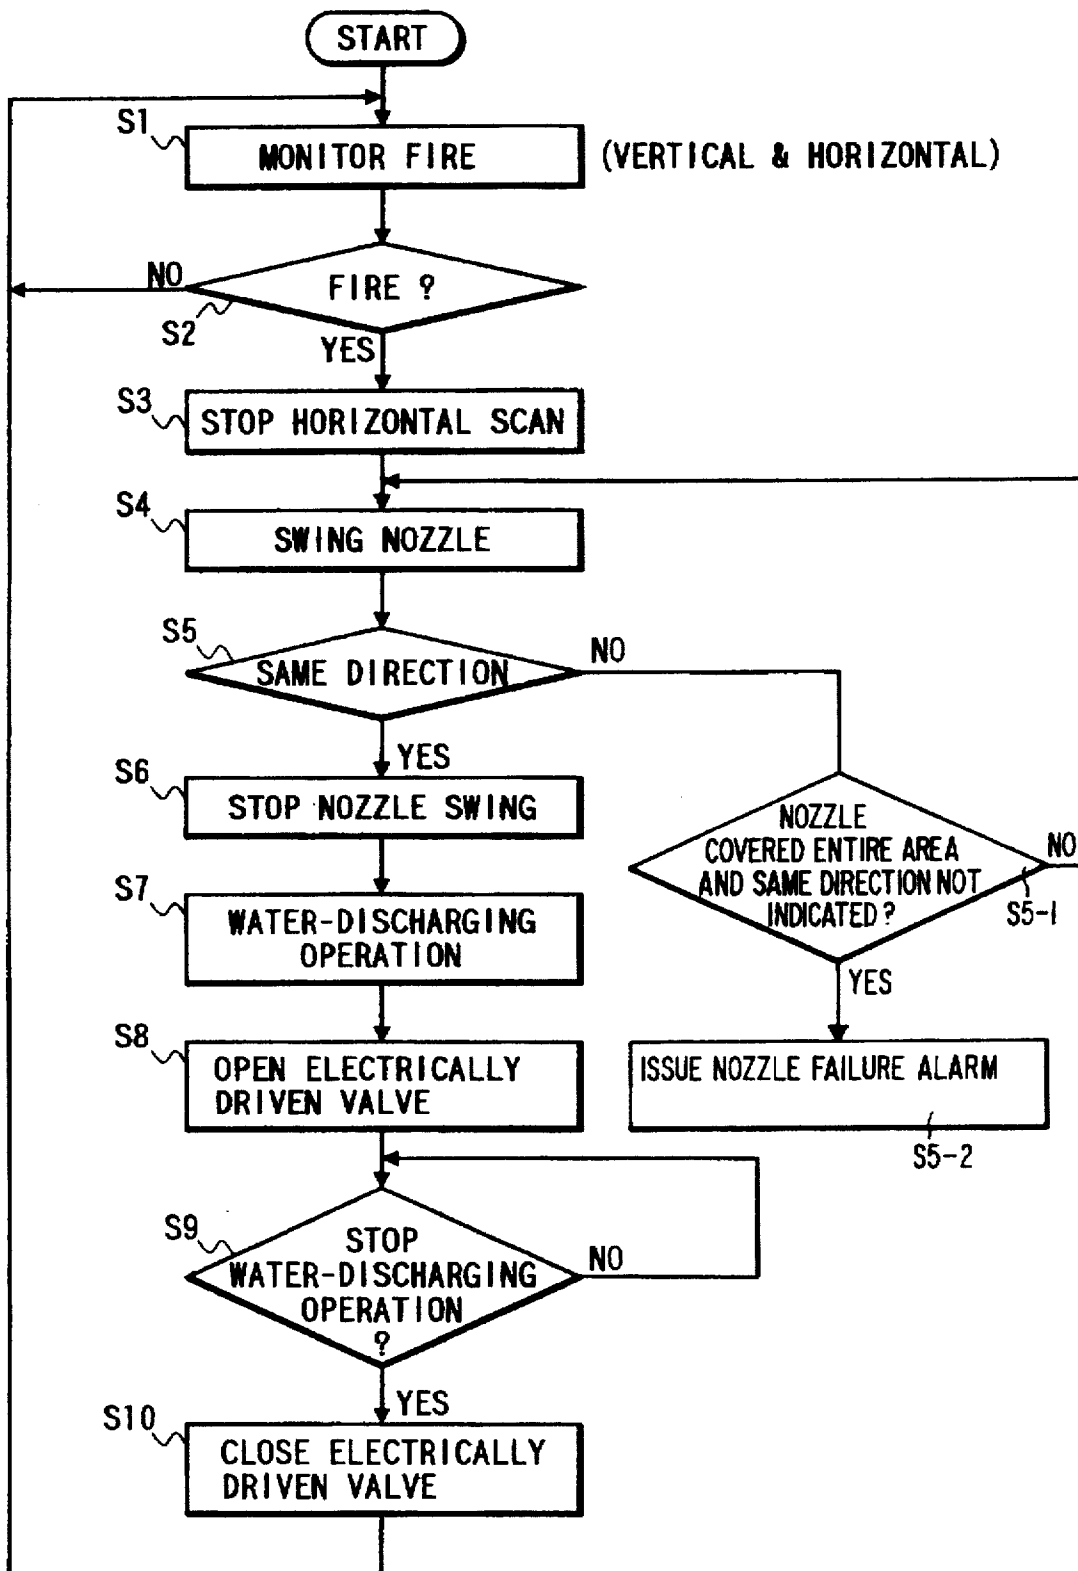 START
S1
MONITOR FIRE
(VERTICAL & HORIZONTAL)
NO
FIRE ?
S2
YES
S3
STOP HORIZONTAL SCAN
S4
SWING NOZZLE
S5
SAME DIRECTION
NO
YES
S6
STOP NOZZLE SWING
NOZZLE
COVERED ENTIRE AREA
AND SAME DIRECTION NOT
INDICATED ?
NO
S5-1
YES
S7
WATER-DISCHARGING
OPERATION
S8
OPEN ELECTRICALLY
DRIVEN VALVE
ISSUE NOZZLE FAILURE ALARM
S5-2
S9
STOP
WATER-DISCHARGING
OPERATION
?
NO
YES
S10
CLOSE ELECTRICALLY
DRIVEN VALVE